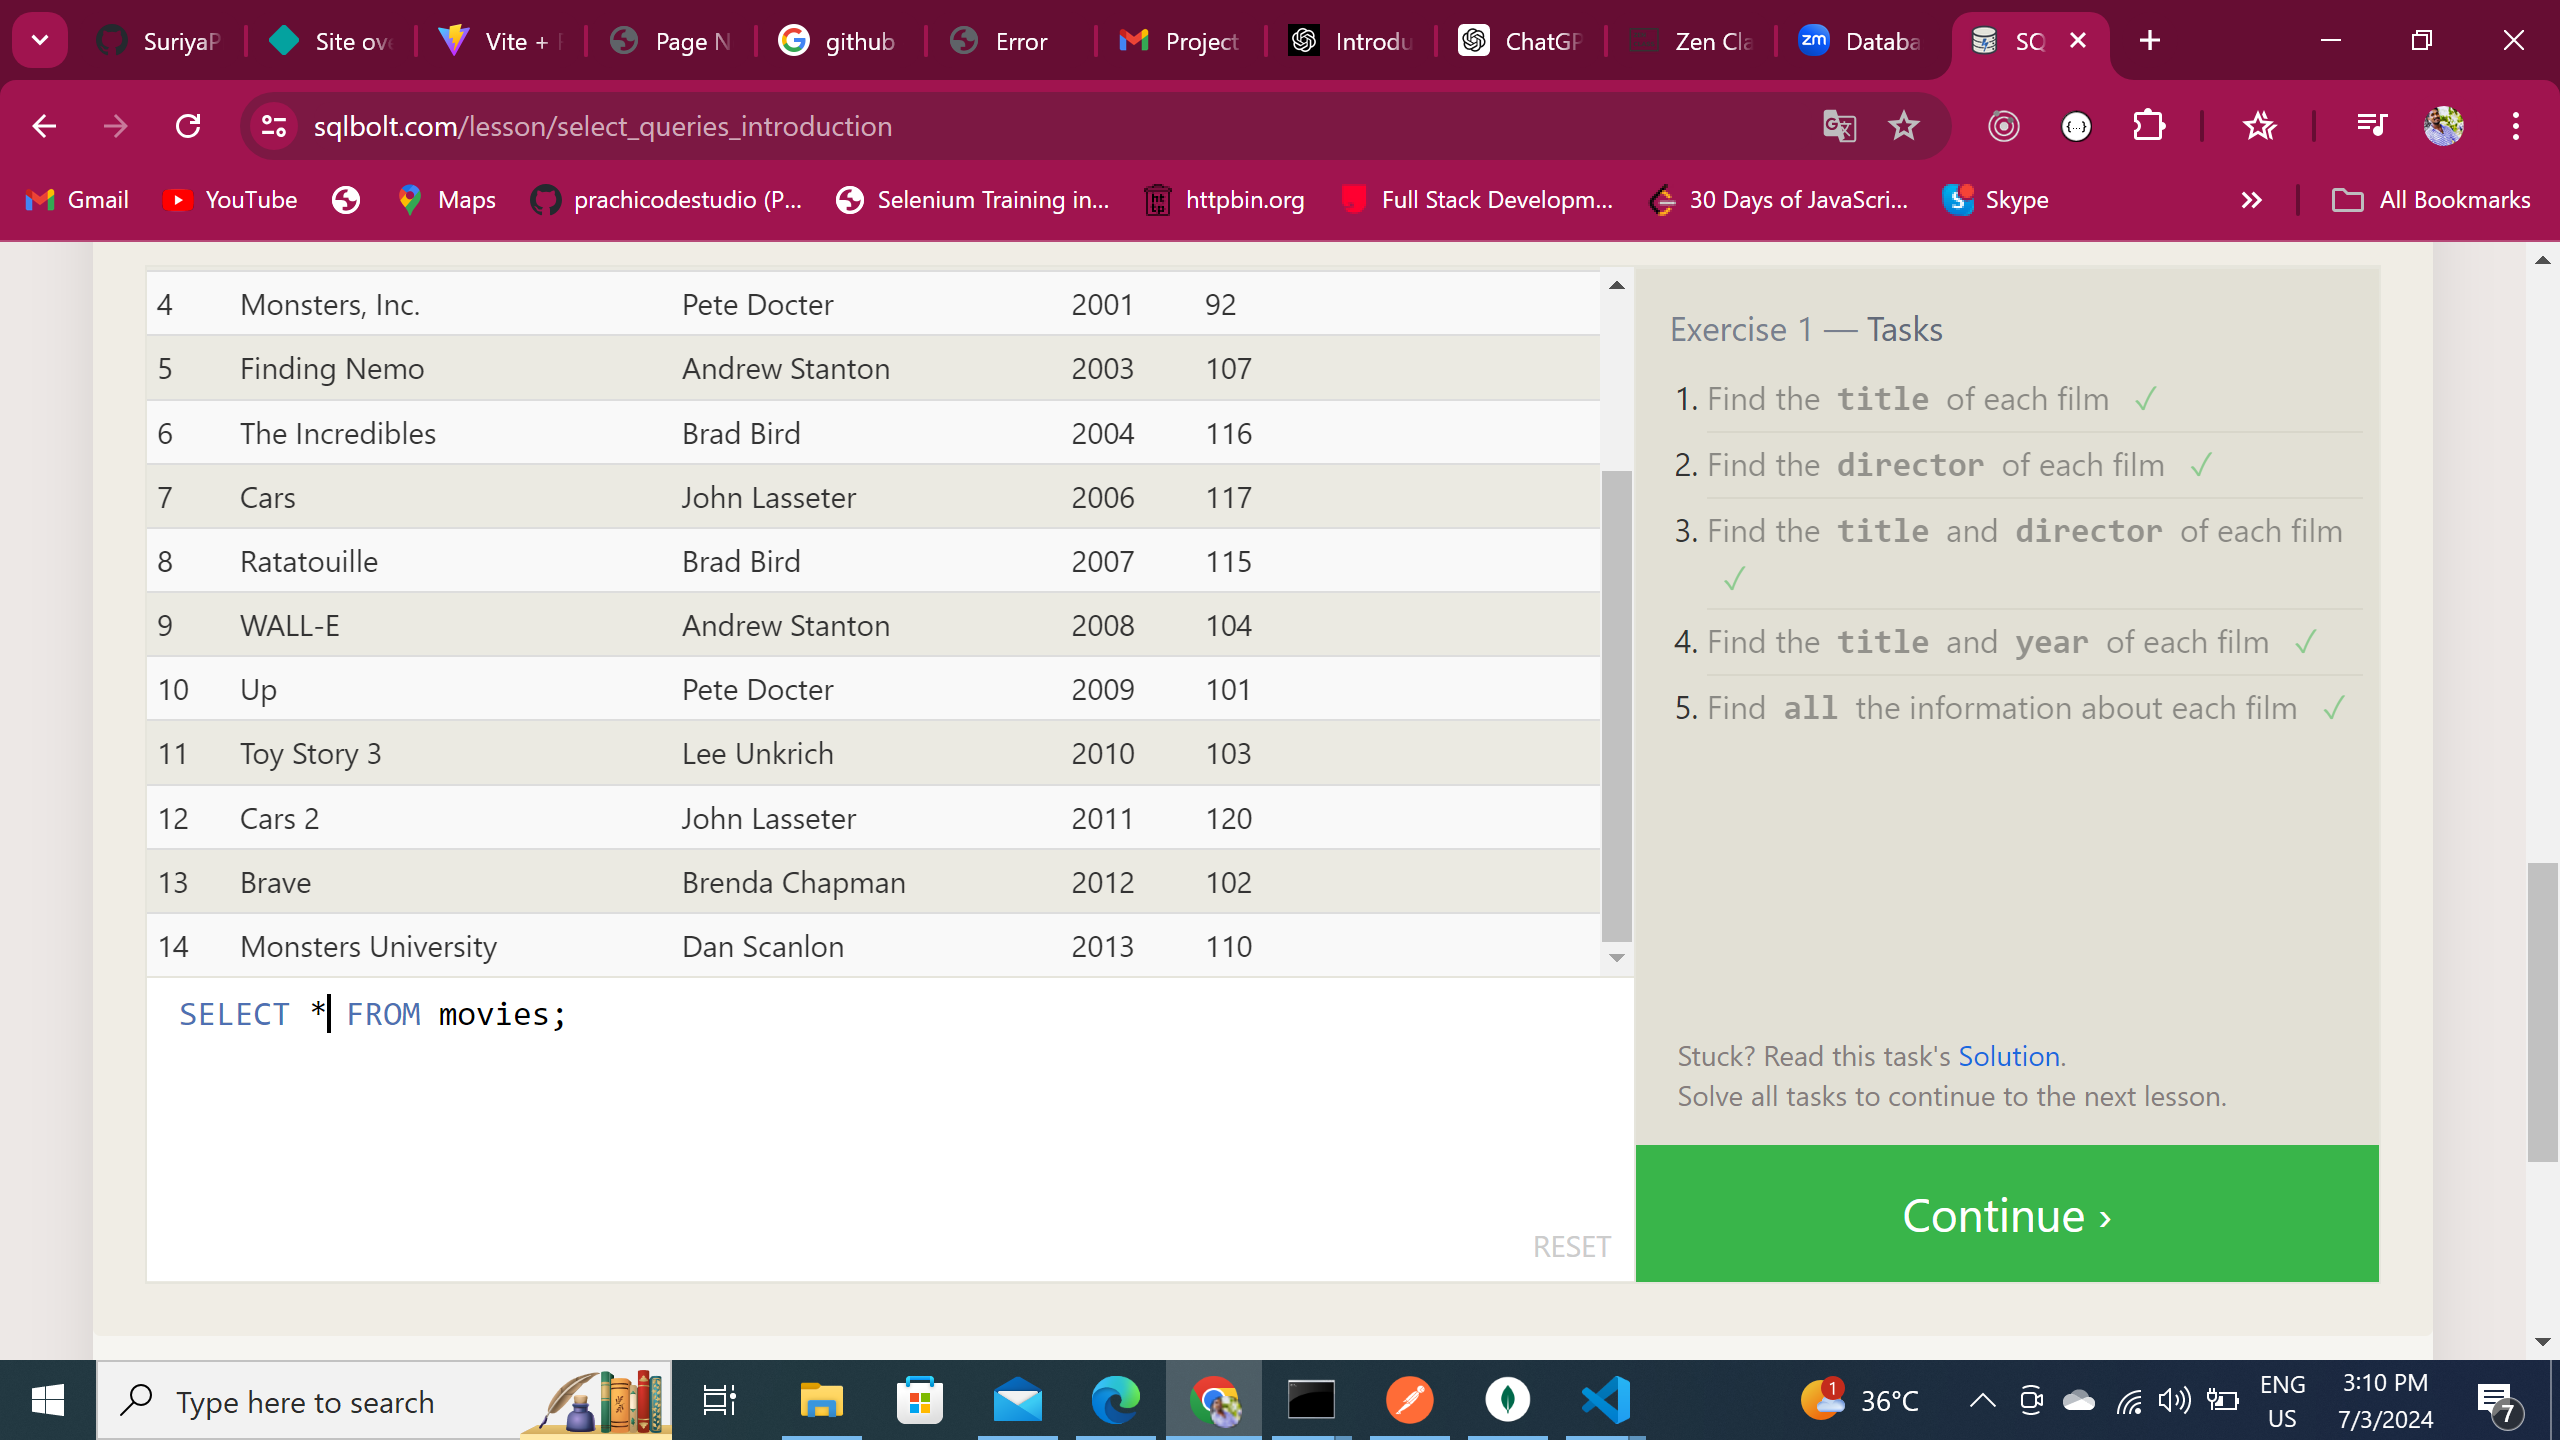 SuriyaP
Site ove
Vite +
Page N
github
Error
Project
Introdu
ChatGP
Zen Cla
zm Databa
SQ
sqlbolt.com/lesson/select_queries_introduction
Gmail
YouTube
Maps
prachicodestudio (P...
Selenium Training in...
httpbin.org
Full Stack Developm...
30 Days of JavaScri...
Skype
All Bookmarks
4 Monsters, Inc. Pete Docter 2001 92
5 Finding Nemo Andrew Stanton 2003 107
6 The Incredibles Brad Bird 2004 116
7 Cars John Lasseter 2006 117
8 Ratatouille Brad Bird 2007 115
9 WALL-E Andrew Stanton 2008 104
10 Up Pete Docter 2009 101
11 Toy Story 3 Lee Unkrich 2010 103
12 Cars 2 John Lasseter 2011 120
13 Brave Brenda Chapman 2012 102
14 Monsters University Dan Scanlon 2013 110
SELECT * FROM movies;
RESET
Exercise 1 — Tasks
1. Find the title of each film ✓
2. Find the director of each film ✓
3. Find the title and director of each film
✓
4. Find the title and year of each film ✓
5. Find all the information about each film ✓
Stuck? Read this task's Solution.
Solve all tasks to continue to the next lesson.
Continue ›
Type here to search
1
36°C
ENG
US
3:10 PM
7/3/2024
7